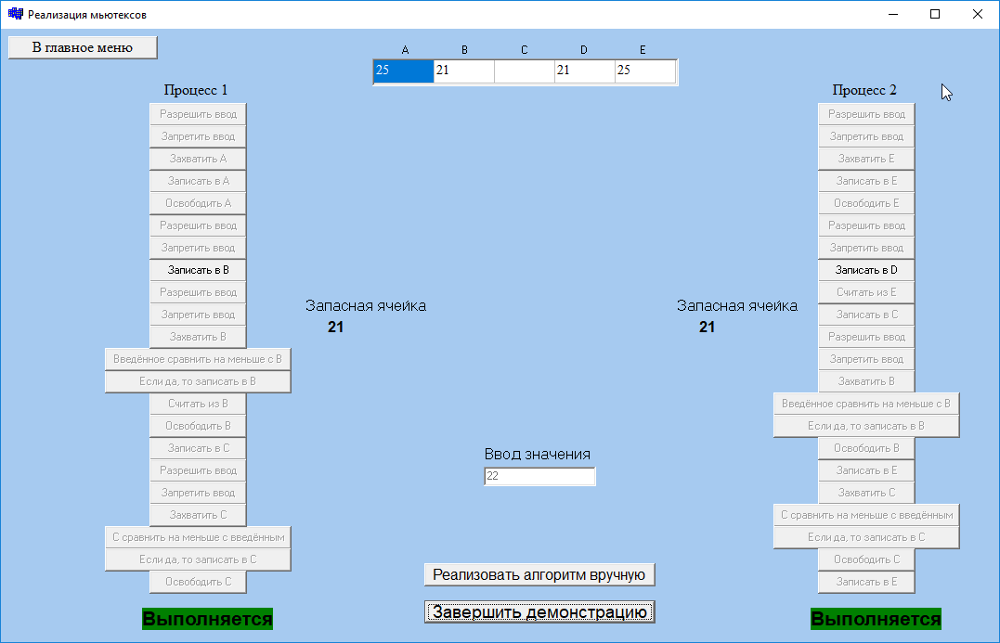 Реализация мьютексов
В главное меню
A B C D E
25 21 21 25
Процесс 1
Разрешить ввод
Запретить ввод
Захватить A
Записать в A
Освободить A
Разрешить ввод
Запретить ввод
Записать в B
Разрешить ввод
Запретить ввод
Захватить B
Введённое сравнить на меньше с B
Если да, то записать в B
Считать из B
Освободить B
Записать в C
Разрешить ввод
Запретить ввод
Захватить C
C сравнить на меньше с введённым
Если да, то записать в C
Освободить C
Выполняется
Запасная ячейка
21
Ввод значения
22
Реализовать алгоритм вручную
Завершить демонстрацию
Запасная ячейка
21
Процесс 2
Разрешить ввод
Запретить ввод
Захватить E
Записать в E
Освободить E
Разрешить ввод
Запретить ввод
Записать в D
Считать из E
Записать в C
Разрешить ввод
Запретить ввод
Захватить B
Введённое сравнить на меньше с B
Если да, то записать в B
Освободить B
Записать в E
Захватить C
C сравнить на меньше с введённым
Если да, то записать в C
Освободить C
Записать в E
Выполняется